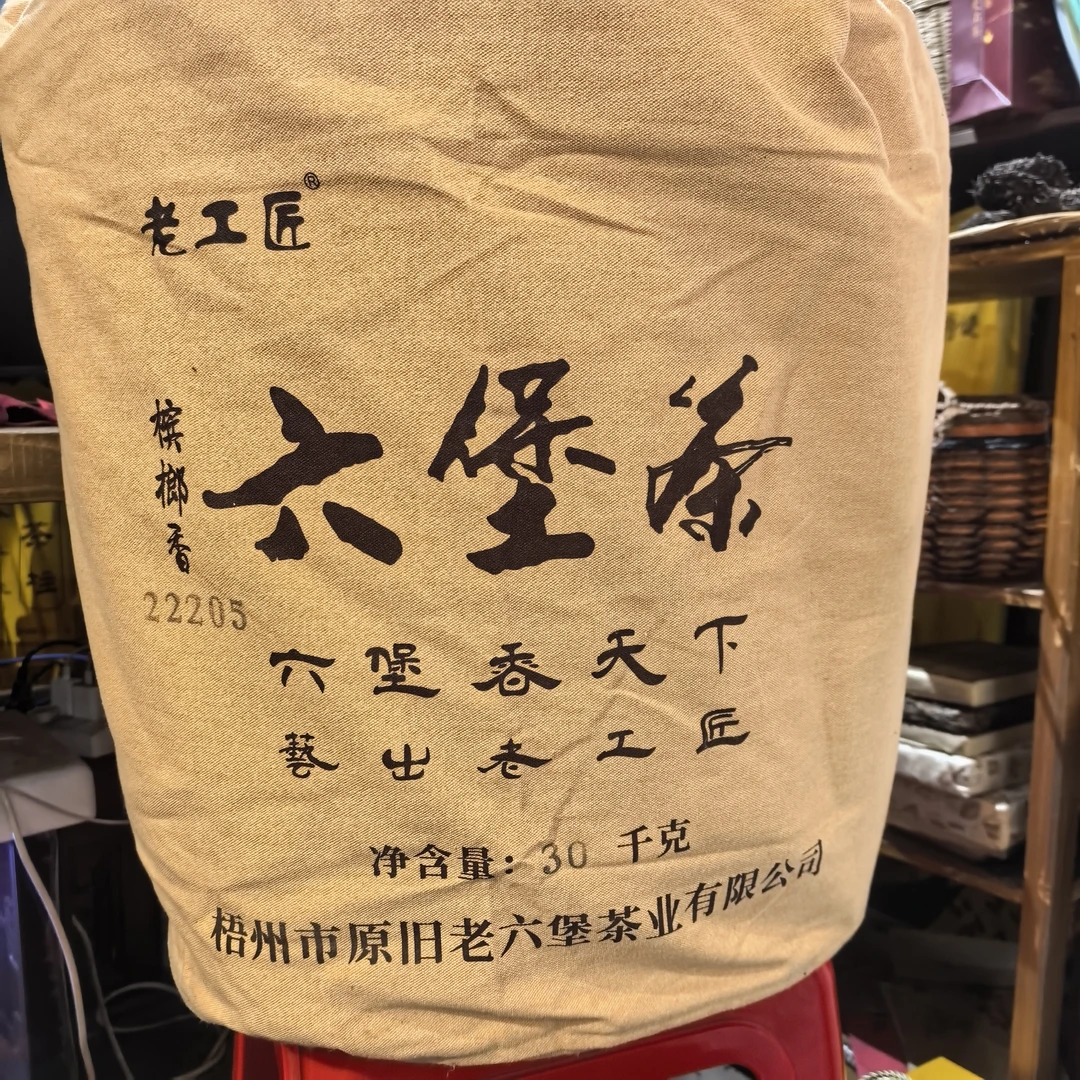 老工匠®
槟榔香
六堡茶
22205
六堡香天下
藝出老工匠
净含量：30 千克
梧州市原旧老六堡茶业有限公司